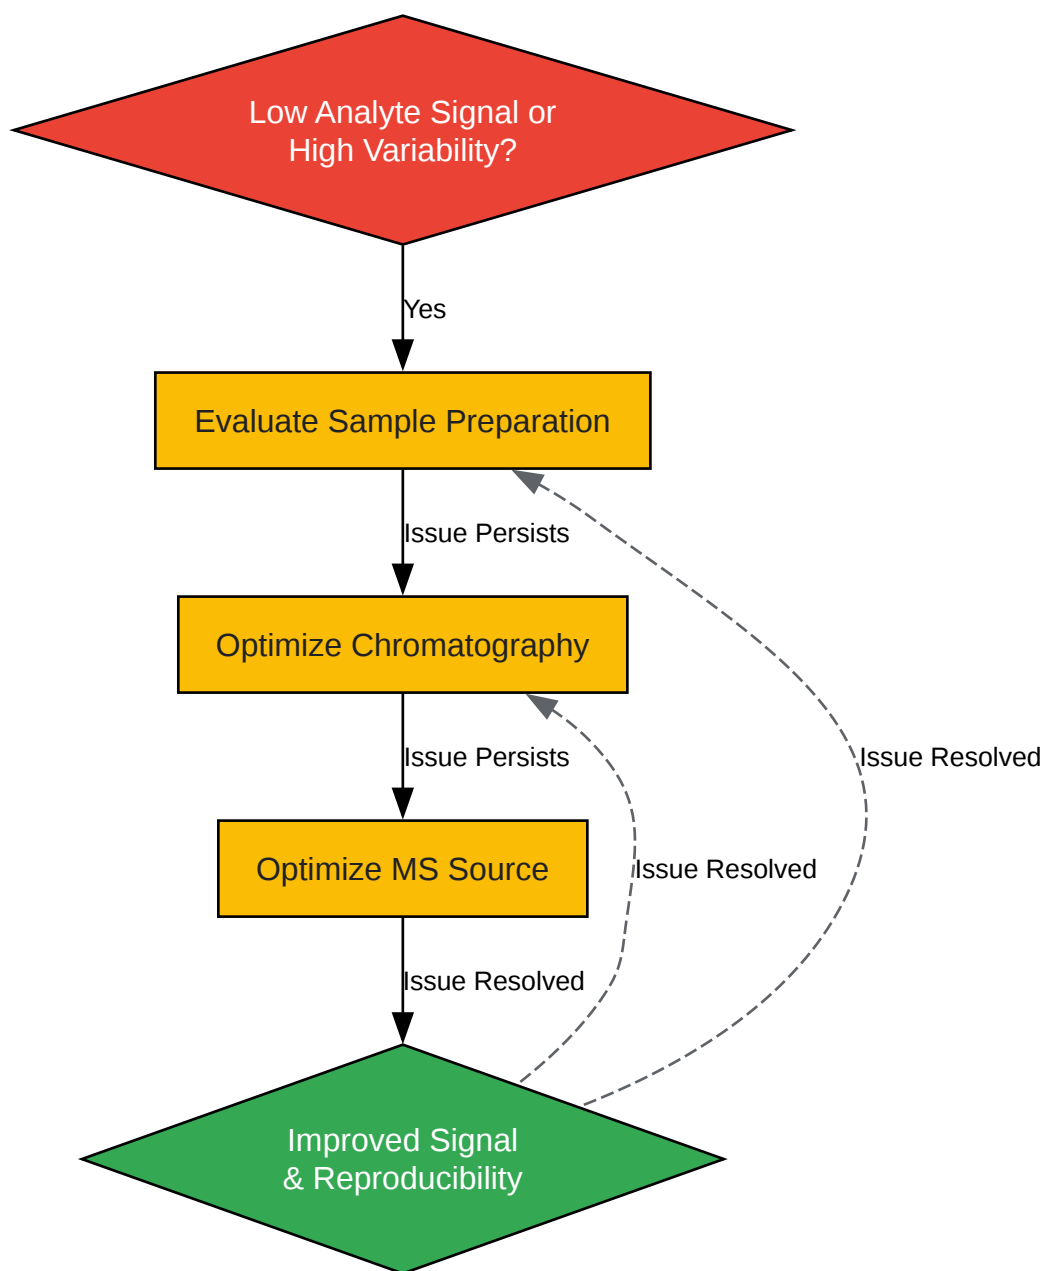 Low Analyte Signal or
High Variability?
Yes
Evaluate Sample Preparation
Issue Persists
Optimize Chromatography
Issue Persists
Issue Resolved
Optimize MS Source
Issue Resolved
Issue Resolved
Improved Signal
& Reproducibility